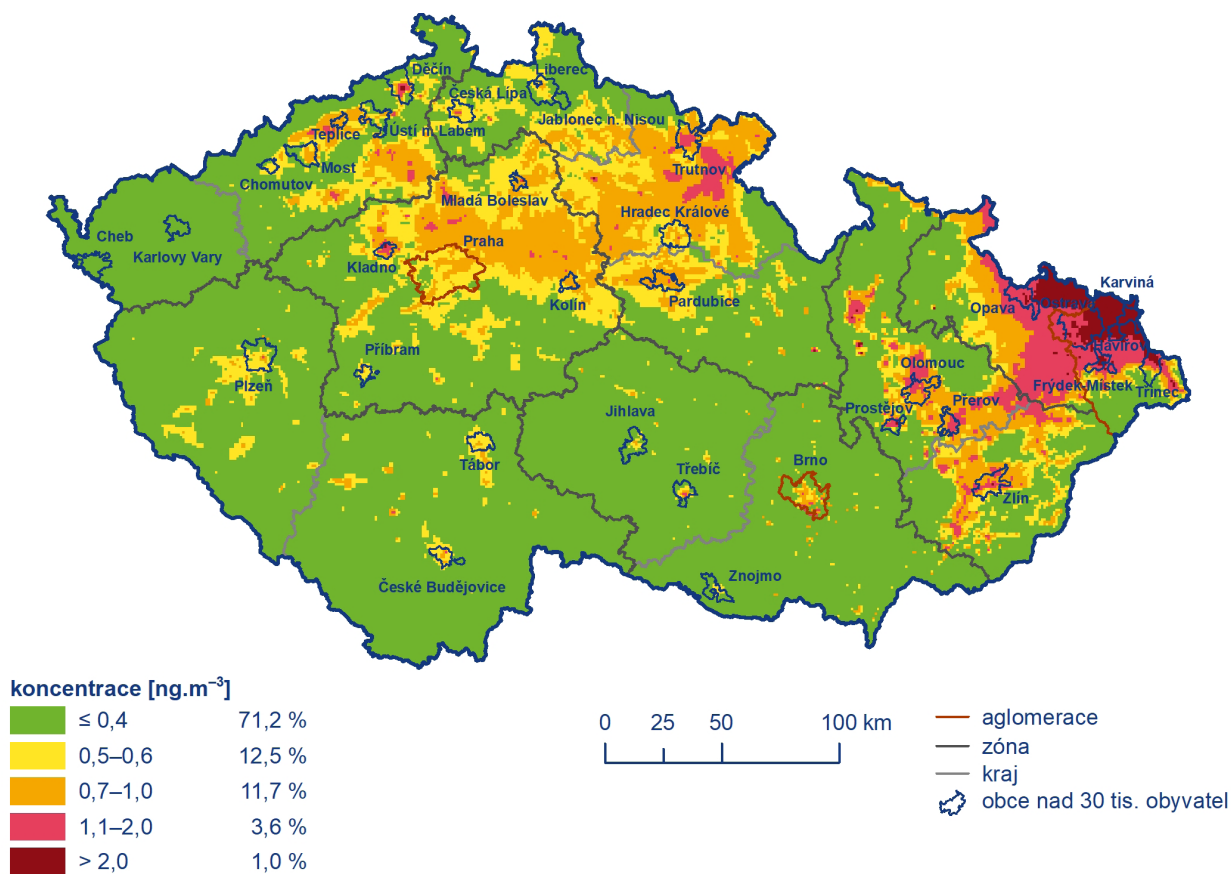 Děčín
Liberec
Česká Lípa
Jablonec n. Nisou
Teplice
Ústí n. Labem
Most
Trutnov
Chomutov
Mladá Boleslav
Hradec Králové
Cheb
Praha
Karlovy Vary
Kladno
Kolín
Pardubice
Karviná
Opava
Ostrava
Havířov
Příbram
Olomouc
Plzeň
Frýdek-Místek
Třinec
Jihlava
Prostějov
Přerov
Tábor
Třebíč
Brno
Zlín
České Budějovice
Znojmo
koncentrace [ng.m⁻³]
≤ 0,4 71,2 %
0,5–0,6 12,5 %
0,7–1,0 11,7 %
1,1–2,0 3,6 %
> 2,0 1,0 %
0 25 50 100 km
aglomerace
zóna
kraj
obce nad 30 tis. obyvatel